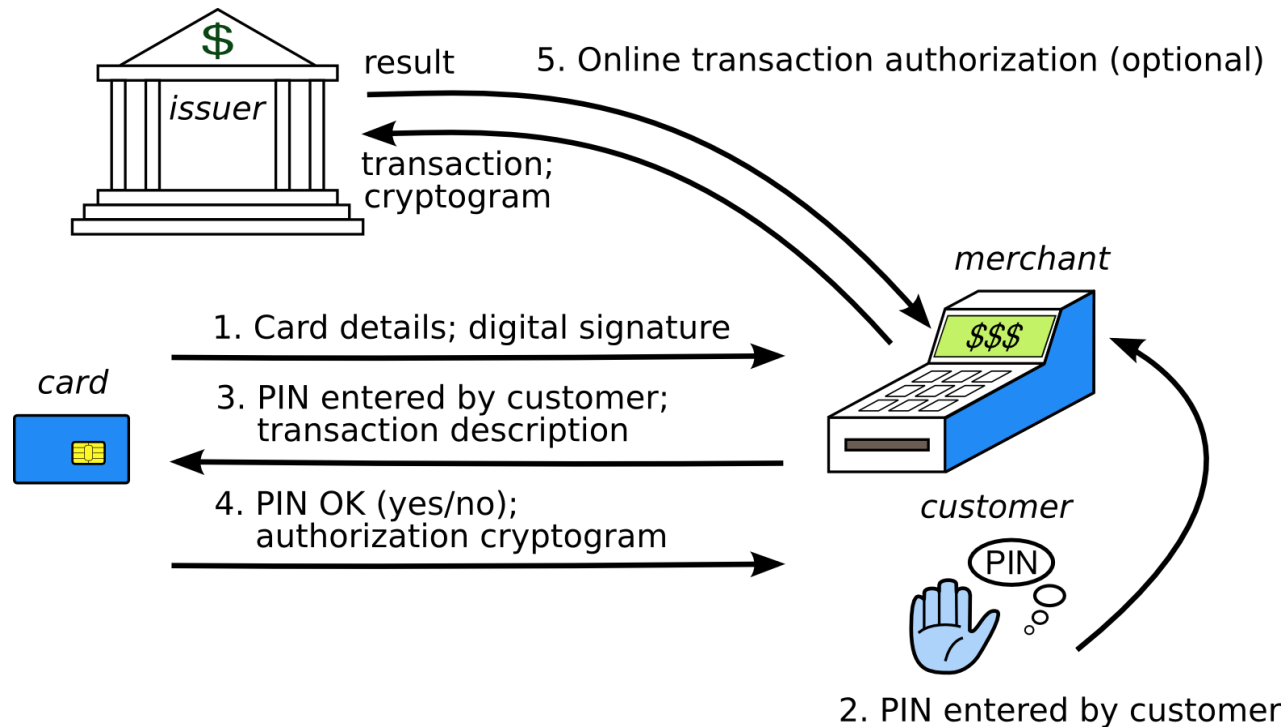 $
issuer
result
5. Online transaction authorization (optional)
transaction;
cryptogram
merchant
$$$
1. Card details; digital signature
card
3. PIN entered by customer;
transaction description
4. PIN OK (yes/no);
authorization cryptogram
customer
PIN
2. PIN entered by customer